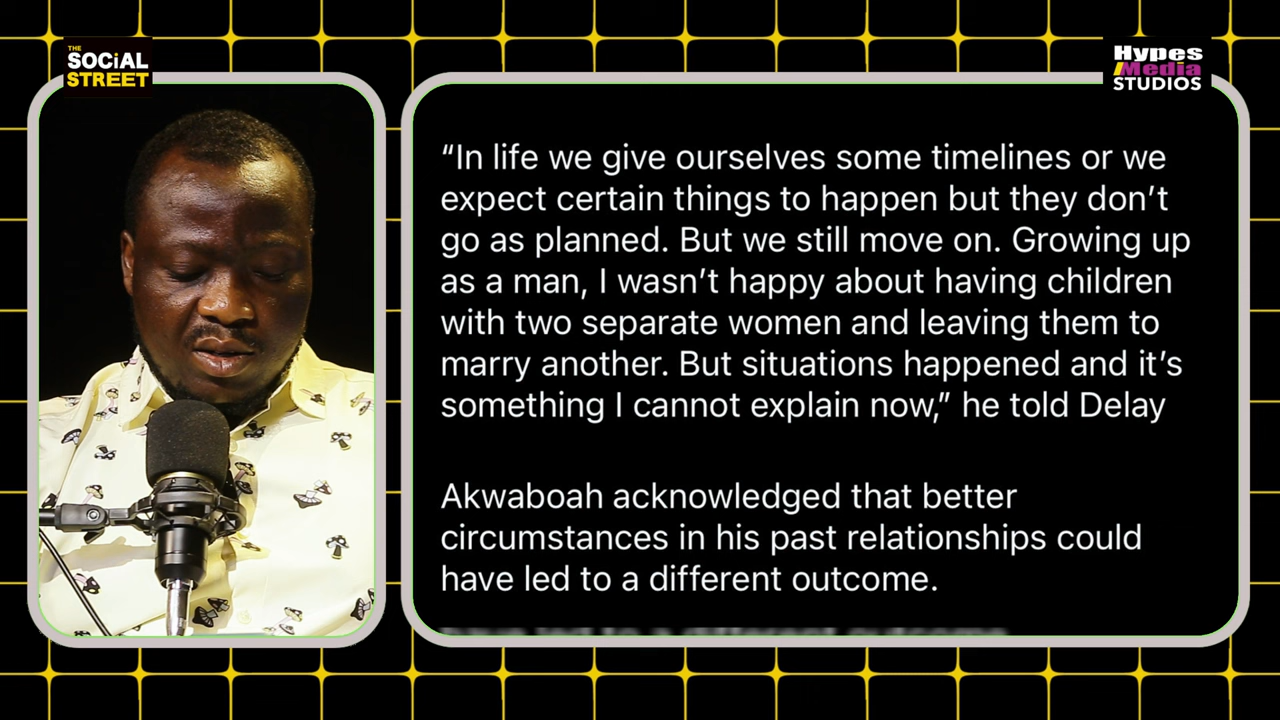 THE
SOCiAL
STREET
Hypes
Media
STUDIOS
“In life we give ourselves some timelines or we
expect certain things to happen but they don’t
go as planned. But we still move on. Growing up
as a man, I wasn’t happy about having children
with two separate women and leaving them to
marry another. But situations happened and it’s
something I cannot explain now,” he told Delay
Akwaboah acknowledged that better
circumstances in his past relationships could
have led to a different outcome.